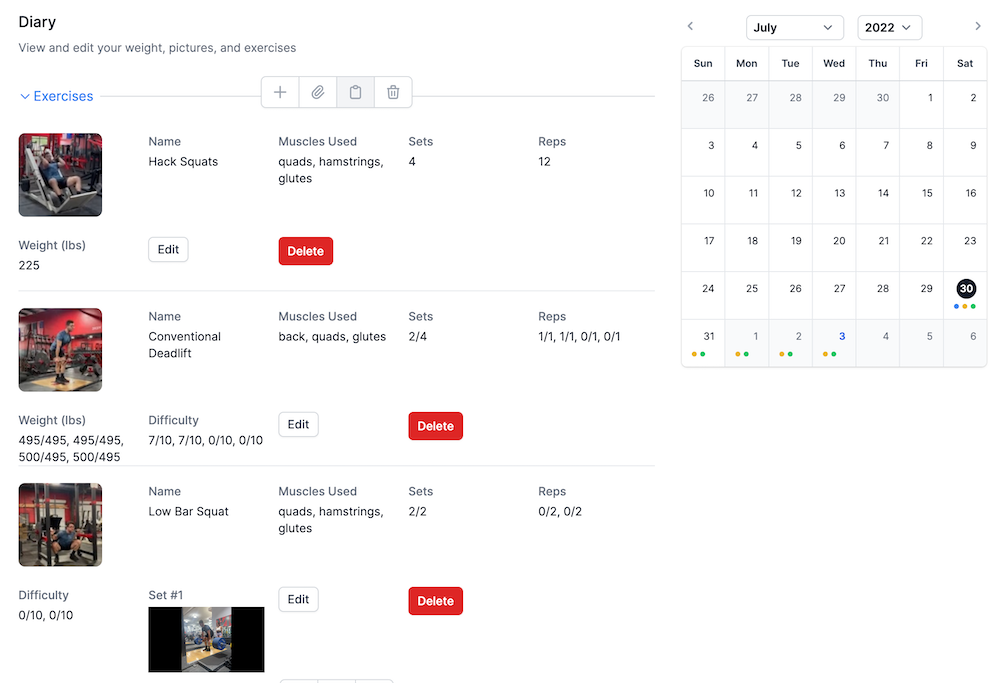 Diary
View and edit your weight, pictures, and exercises
Exercises
Name
Hack Squats
Muscles Used
quads, hamstrings,
glutes
Sets
4
Reps
12
Weight (lbs)
225
Edit
Delete
Name
Conventional
Deadlift
Muscles Used
back, quads, glutes
Sets
2/4
Reps
1/1, 1/1, 0/1, 0/1
Weight (lbs)
495/495, 495/495,
500/495, 500/495
Difficulty
7/10, 7/10, 0/10, 0/10
Edit
Delete
Name
Low Bar Squat
Muscles Used
quads, hamstrings,
glutes
Sets
2/2
Reps
0/2, 0/2
Difficulty
0/10, 0/10
Set #1
Edit
Delete
July 2022
Sun Mon Tue Wed Thu Fri Sat
26 27 28 29 30 1 2
3 4 5 6 7 8 9
10 11 12 13 14 15 16
17 18 19 20 21 22 23
24 25 26 27 28 29 30
31 1 2 3 4 5 6